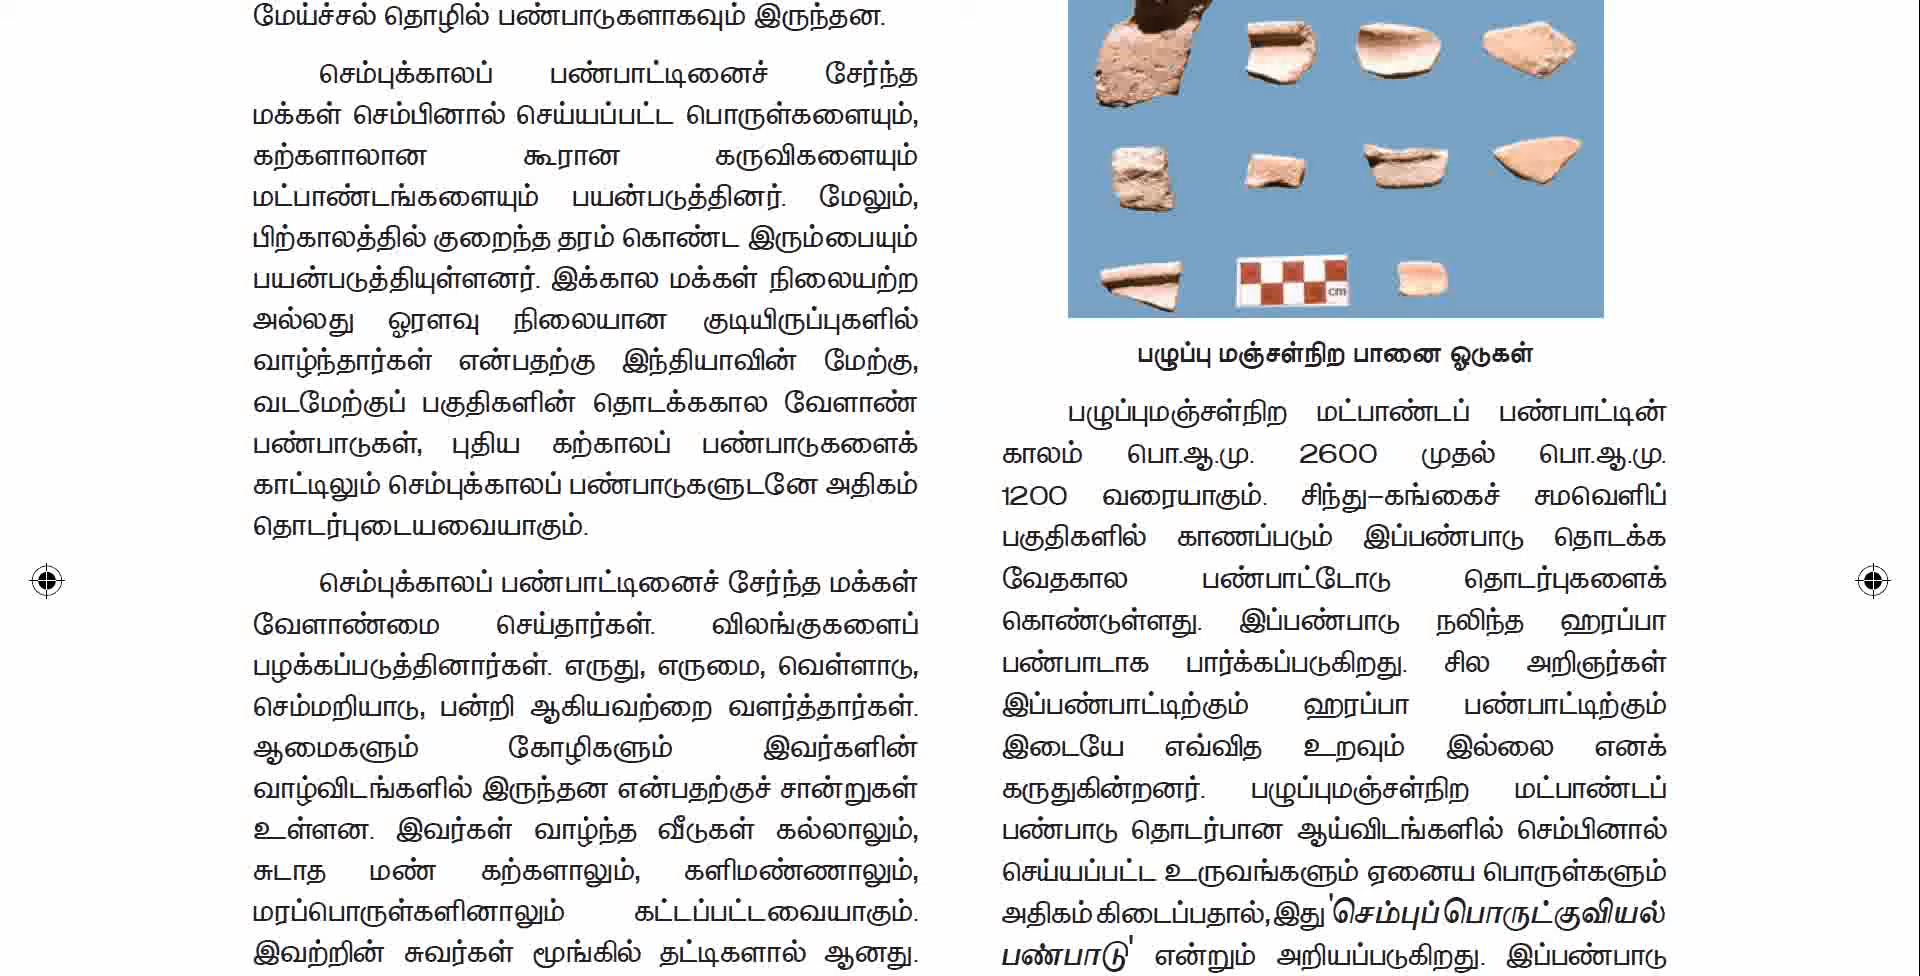 மேய்ச்சல் தொழில் பண்பாடுகளாகவும் இருந்தன.
செம்புக்காலப் பண்பாட்டினைச் சேர்ந்த
மக்கள் செம்பினால் செய்யப்பட்ட பொருள்களையும்,
கற்களாலான கூரான கருவிகளையும்
மட்பாண்டங்களையும் பயன்படுத்தினர். மேலும்,
பிற்காலத்தில் குறைந்த தரம் கொண்ட இரும்பையும்
பயன்படுத்தியுள்ளனர். இக்கால மக்கள் நிலையற்ற
அல்லது ஓரளவு நிலையான குடியிருப்புகளில்
வாழ்ந்தார்கள் என்பதற்கு இந்தியாவின் மேற்கு,
வடமேற்குப் பகுதிகளின் தொடக்ககால வேளாண்
பண்பாடுகள், புதிய கற்காலப் பண்பாடுகளைக்
காட்டிலும் செம்புக்காலப் பண்பாடுகளுடனே அதிகம்
தொடர்புடையவையாகும்.
செம்புக்காலப் பண்பாட்டினைச் சேர்ந்த மக்கள்
வேளாண்மை செய்தார்கள். விலங்குகளைப்
பழக்கப்படுத்தினார்கள். எருது, எருமை, வெள்ளாடு,
செம்மறியாடு, பன்றி ஆகியவற்றை வளர்த்தார்கள்.
ஆமைகளும் கோழிகளும் இவர்களின்
வாழ்விடங்களில் இருந்தன என்பதற்குச் சான்றுகள்
உள்ளன. இவர்கள் வாழ்ந்த வீடுகள் கல்லாலும்,
சுடாத மண் கற்களாலும், களிமண்ணாலும்,
மரப்பொருள்களினாலும் கட்டப்பட்டவையாகும்.
இவற்றின் சுவர்கள் மூங்கில் தட்டிகளால் ஆனது.
cm
பழுப்பு மஞ்சள்நிற பானை ஓடுகள்
பழுப்புமஞ்சள்நிற மட்பாண்டப் பண்பாட்டின்
காலம் பொ.ஆ.மு. 2600 முதல் பொ.ஆ.மு.
1200 வரையாகும். சிந்து–கங்கைச் சமவெளிப்
பகுதிகளில் காணப்படும் இப்பண்பாடு தொடக்க
வேதகால பண்பாட்டோடு தொடர்புகளைக்
கொண்டுள்ளது. இப்பண்பாடு நலிந்த ஹரப்பா
பண்பாடாக பார்க்கப்படுகிறது. சில அறிஞர்கள்
இப்பண்பாட்டிற்கும் ஹரப்பா பண்பாட்டிற்கும்
இடையே எவ்வித உறவும் இல்லை எனக்
கருதுகின்றனர். பழுப்புமஞ்சள்நிற மட்பாண்டப்
பண்பாடு தொடர்பான ஆய்விடங்களில் செம்பினால்
செய்யப்பட்ட உருவங்களும் ஏனைய பொருள்களும்
அதிகம் கிடைப்பதால், இது 'செம்புப்பொருட்குவியல்
பண்பாடு' என்றும் அறியப்படுகிறது. இப்பண்பாடு